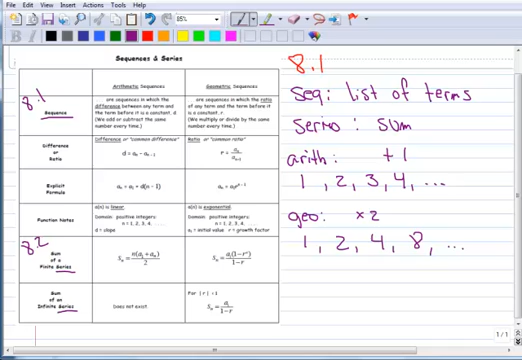 File Edit View Insert Actions Tools Help
85%
Sequences & Series
Arithmetic Sequences
Geometric Sequences
8.1
Sequence
are sequences in which the
difference between any term and
the term before it is a constant, d.
(We add or subtract the same
number every time.)
are sequences in which the ratio
of any term and the term before it
is a constant, r.
(We multiply or divide by the same
number every time.)
Difference
or
Ratio
Difference or "common difference"
d = aₙ – aₙ₋₁
Ratio or "common ratio"
r = aₙ / aₙ₋₁
Explicit
Formula
aₙ = a₁ + d(n – 1)
aₙ = a₁rⁿ⁻¹
Function Notes
a(n) is linear.
Domain: positive integers:
n = 1, 2, 3, 4, ...
d = slope
a(n) is exponential.
Domain: positive integers:
n = 1, 2, 3, 4, ...
a₁ = initial value r = growth factor
8.2
Sum
of a
Finite Series
Sₙ = n(a₁ + aₙ) / 2
Sₙ = a₁(1 – rⁿ) / 1 – r
Sum
of an
Infinite Series
Does not exist.
For | r | < 1
Sₙ = a₁ / 1 – r
8.1
seq: list of terms
series: sum
arith: +1
1, 2, 3, 4, ...
geo: ×2
1, 2, 4, 8, ...
1 / 1